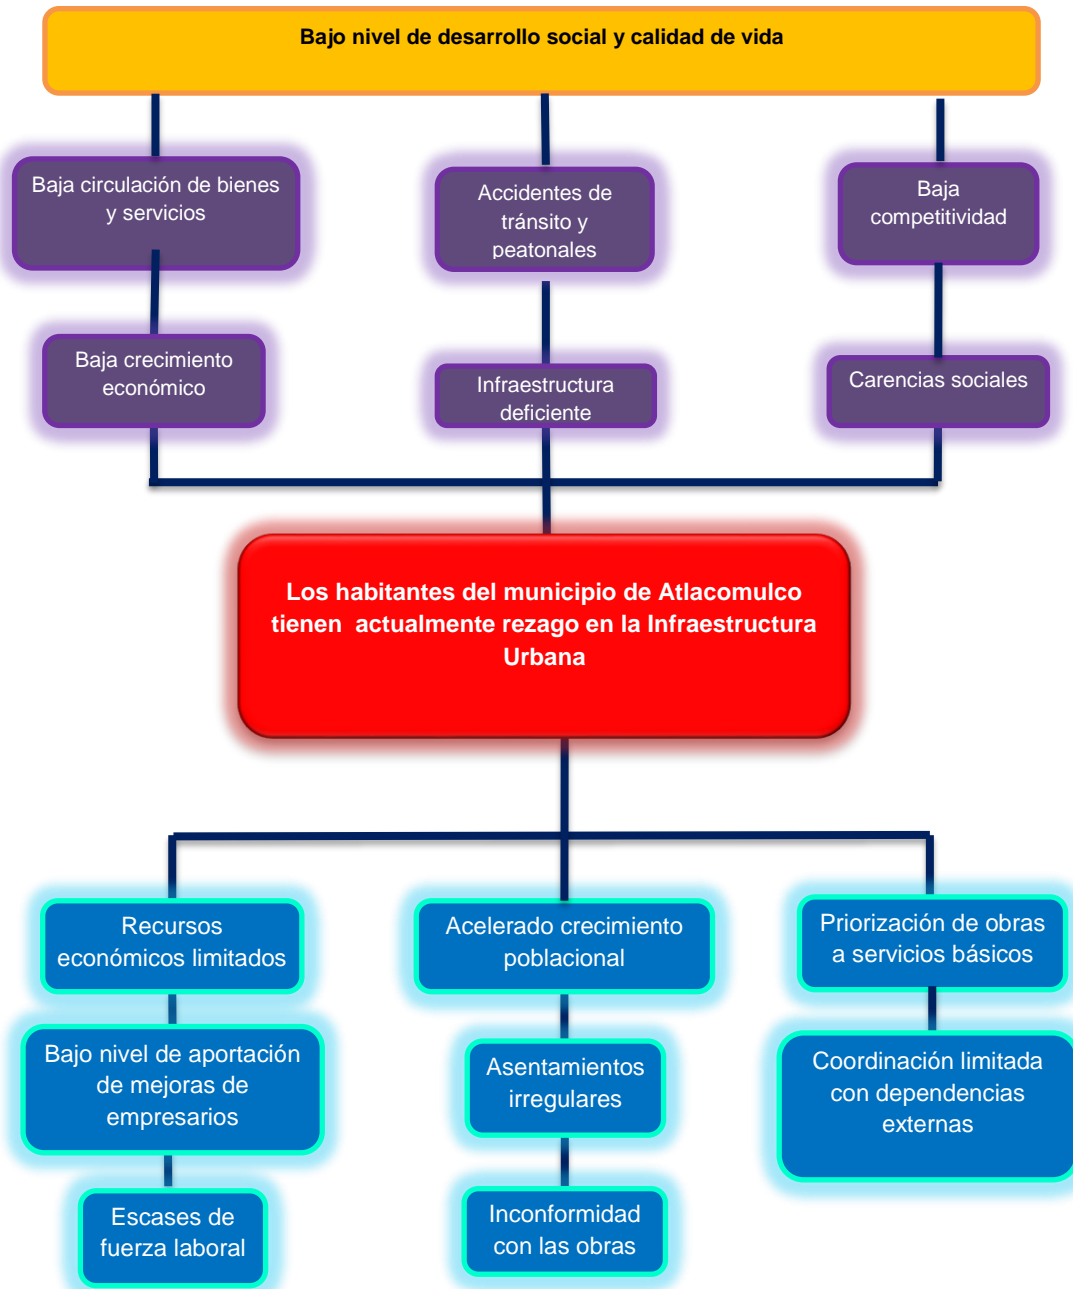 Bajo nivel de desarrollo social y calidad de vida
Baja circulación de bienes
y servicios
Accidentes de
tránsito y
peatonales
Baja
competitividad
Baja crecimiento
económico
Infraestructura
deficiente
Carencias sociales
Los habitantes del municipio de Atlacomulco
tienen actualmente rezago en la Infraestructura
Urbana
Recursos
económicos limitados
Acelerado crecimiento
poblacional
Priorización de obras
a servicios básicos
Bajo nivel de aportación
de mejoras de
empresarios
Asentamientos
irregulares
Coordinación limitada
con dependencias
externas
Escases de
fuerza laboral
Inconformidad
con las obras